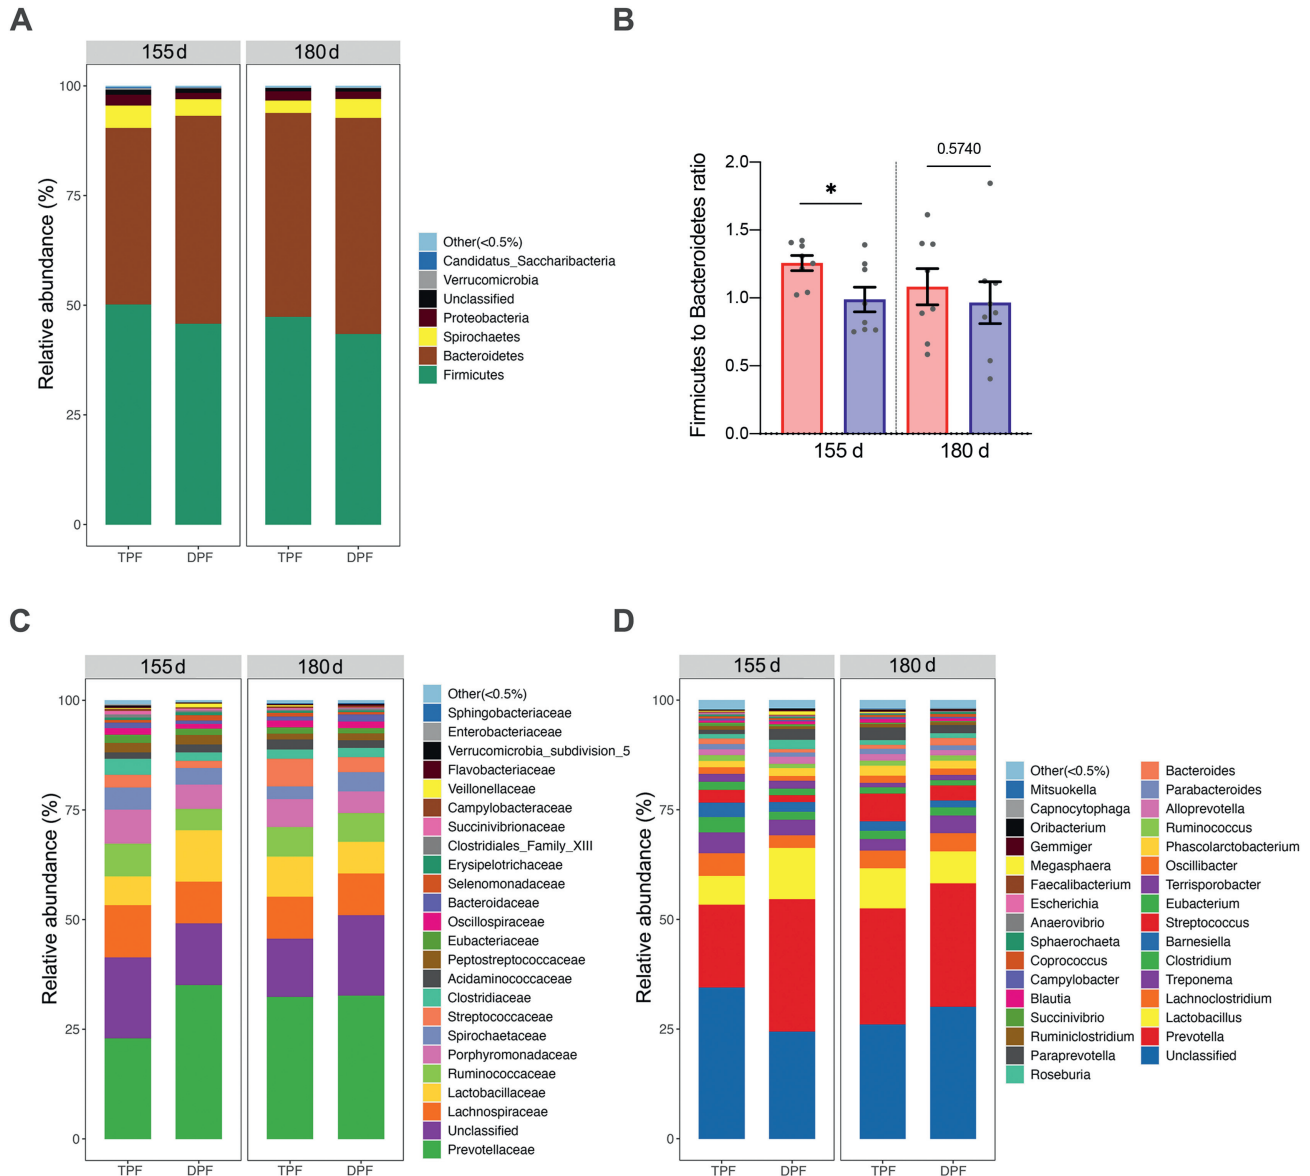 A
155 d
180 d
Relative abundance (%)
100
75
50
25
0
TPF
DPF
TPF
DPF
Other(<0.5%)
Candidatus_Saccharibacteria
Verrucomicrobia
Unclassified
Proteobacteria
Spirochaetes
Bacteroidetes
Firmicutes
B
Firmicutes to Bacteroidetes ratio
2.0
1.5
1.0
0.5
0.0
*
0.5740
155 d
180 d
C
155 d
180 d
Relative abundance (%)
100
75
50
25
0
TPF
DPF
TPF
DPF
Other(<0.5%)
Sphingobacteriaceae
Enterobacteriaceae
Verrucomicrobia_subdivision_5
Flavobacteriaceae
Veillonellaceae
Campylobacteraceae
Succinivibrionaceae
Clostridiales_Family_XIII
Erysipelotrichaceae
Selenomonadaceae
Bacteroidaceae
Oscillospiraceae
Eubacteriaceae
Peptostreptococcaceae
Acidaminococcaceae
Clostridiaceae
Streptococcaceae
Spirochaetaceae
Porphyromonadaceae
Ruminococcaceae
Lactobacillaceae
Lachnospiraceae
Unclassified
Prevotellaceae
D
155 d
180 d
Relative abundance (%)
100
75
50
25
0
TPF
DPF
TPF
DPF
Other(<0.5%)
Mitsuokella
Capnocytophaga
Oribacterium
Gemmiger
Megasphaera
Faecalibacterium
Escherichia
Anaerovibrio
Sphaerochaeta
Coprococcus
Campylobacter
Blautia
Succinivibrio
Ruminiclostridium
Paraprevotella
Roseburia
Bacteroides
Parabacteroides
Alloprevotella
Ruminococcus
Phascolarctobacterium
Oscillibacter
Terrisporobacter
Eubacterium
Streptococcus
Barnesiella
Clostridium
Treponema
Lachnoclostridium
Lactobacillus
Prevotella
Unclassified